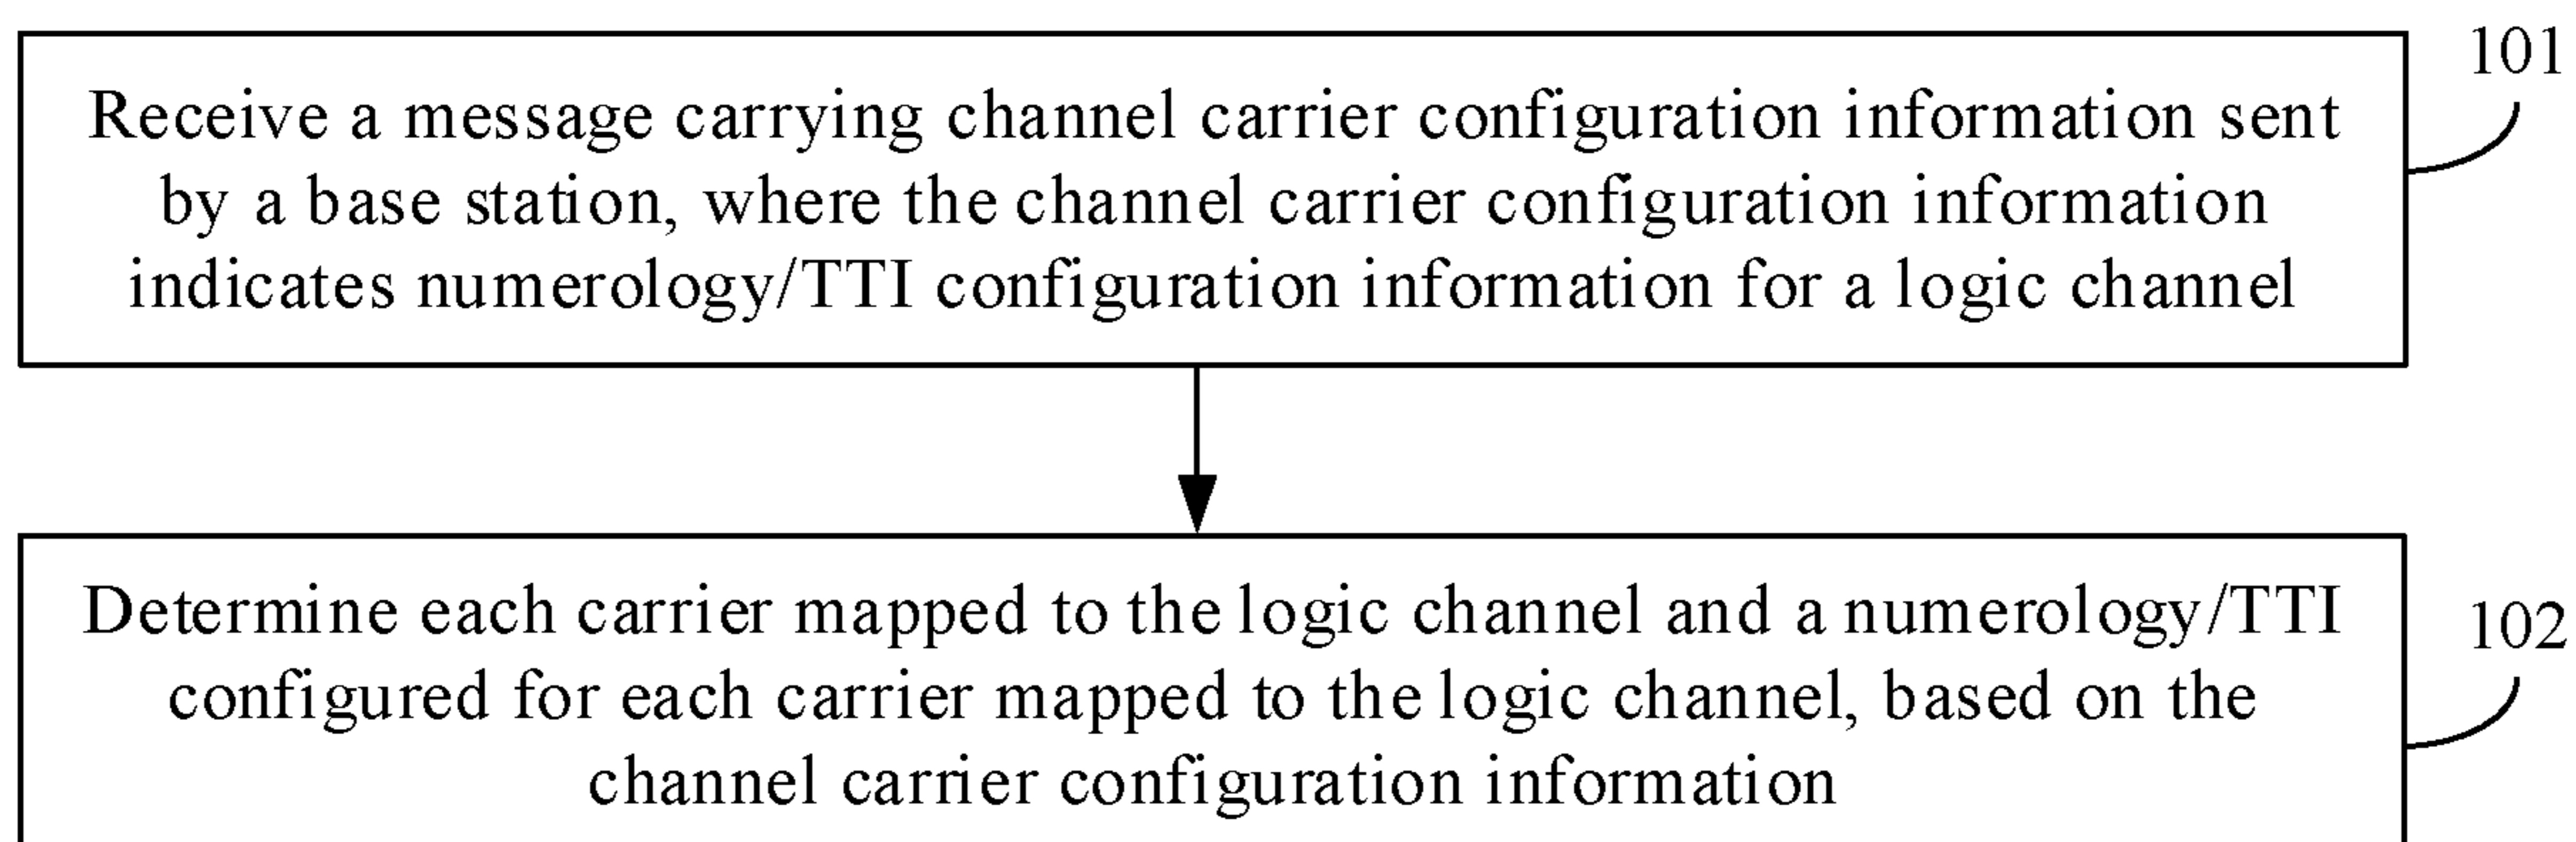 101
Receive a message carrying channel carrier configuration information sent
by a base station, where the channel carrier configuration information
indicates numerology/TTI configuration information for a logic channel
Determine each carrier mapped to the logic channel and a numerology/TTI
102
configured for each carrier mapped to the logic channel, based on the
channel carrier configuration information